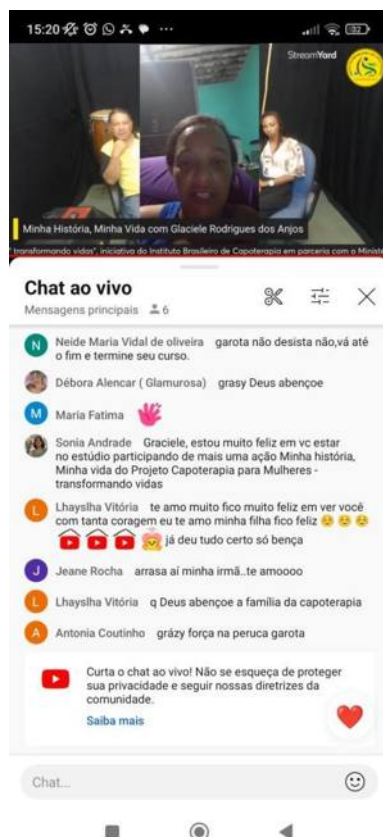 15:20
32
StreamYard
Minha História, Minha Vida com Glaciele Rodrigues dos Anjos
transformando vidas", iniciativa do Instituto Brasileiro de Capoterapia em parceria com o Ministé
Chat ao vivo
Mensagens principais 6
N Neide Maria Vidal de oliveira garota não desista não,vá até
o fim e termine seu curso.
Débora Alencar ( Glamurosa) grasy Deus abençoe
M Maria Fatima
Sonia Andrade Graciele, estou muito feliz em vc estar
no estúdio participando de mais uma ação Minha história,
Minha vida do Projeto Capoterapia para Mulheres -
transformando vidas
L Lhayslha Vitória te amo muito fico muito feliz em ver você
com tanta coragem eu te amo minha filha fico feliz
já deu tudo certo só bença
J Jeane Rocha arrasa aí minha irmã..te amoooo
L Lhayslha Vitória q Deus abençoe a família da capoterapia
A Antonia Coutinho grázy força na peruca garota
Curta o chat ao vivo! Não se esqueça de proteger
sua privacidade e seguir nossas diretrizes da
comunidade.
Saiba mais
Chat...